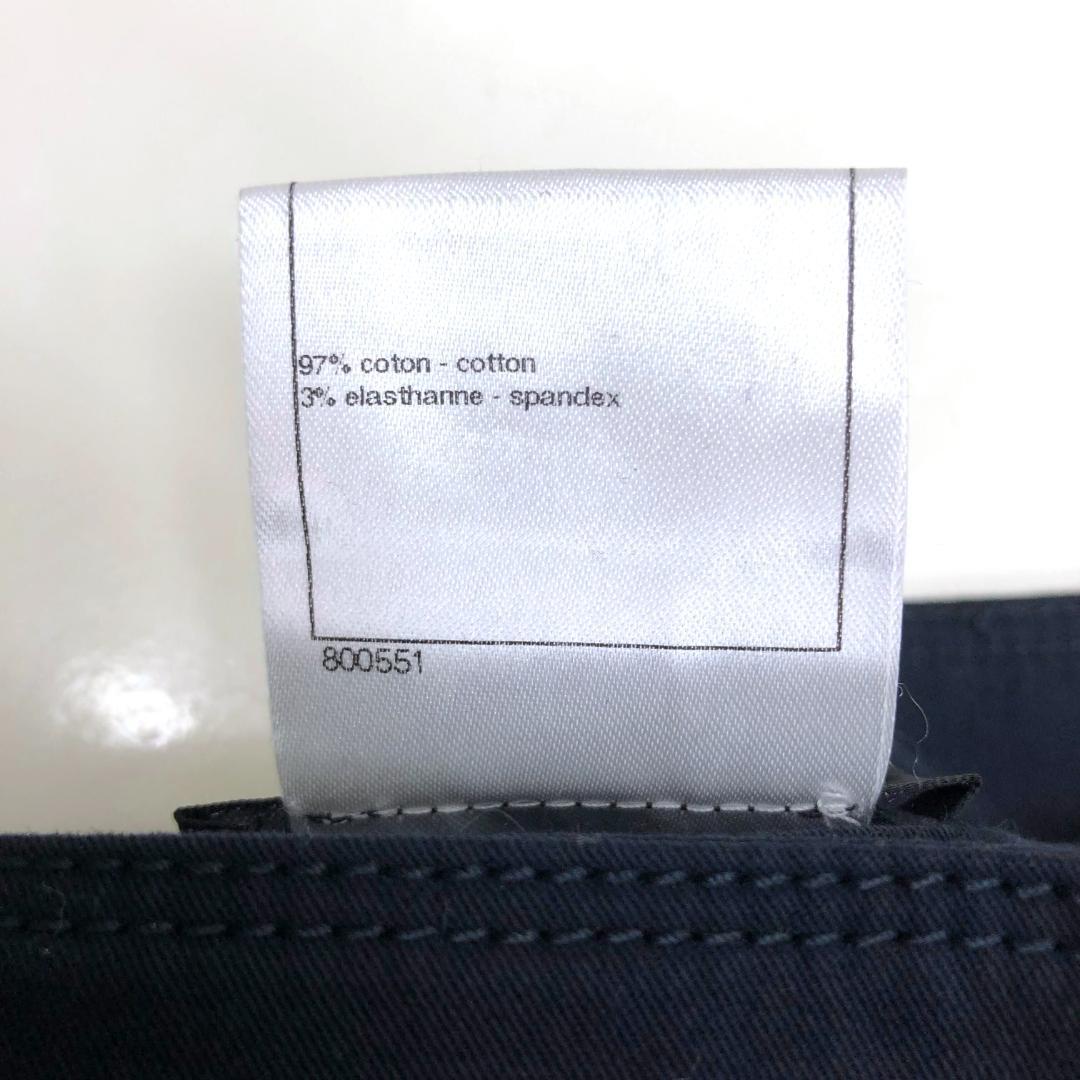 97% coton - cotton
3% elasthanne - spandex
800551